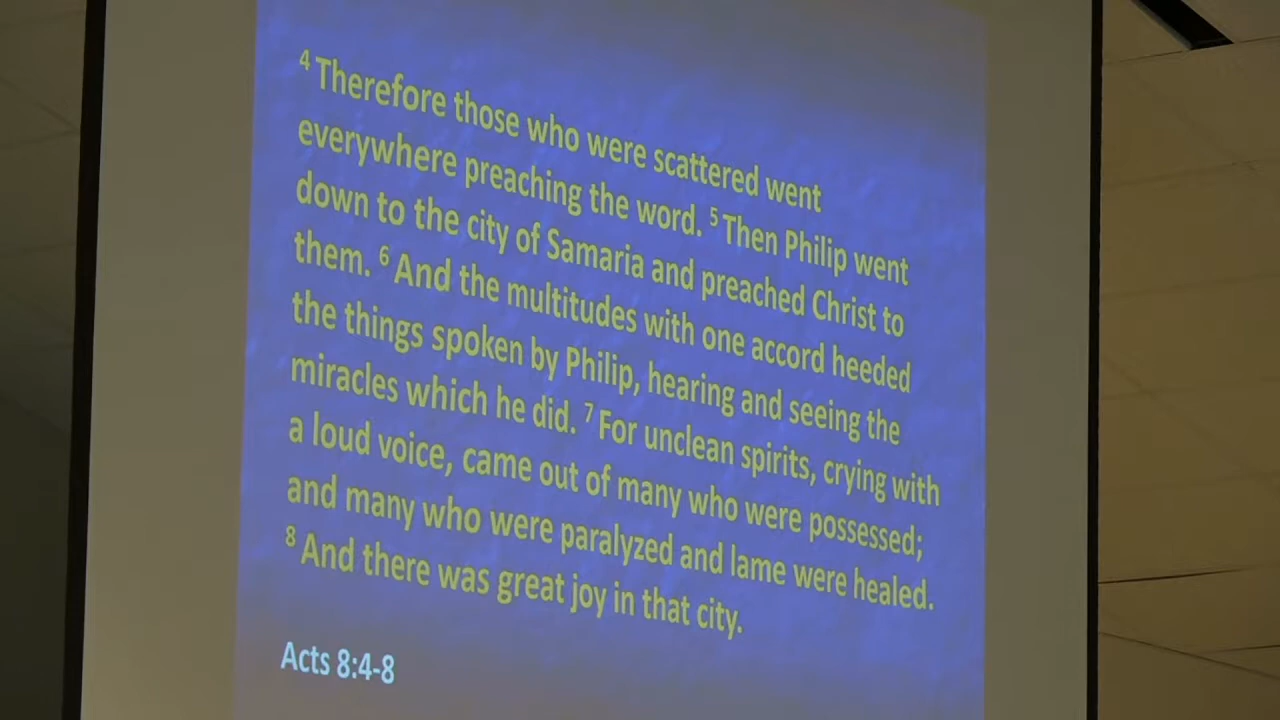 4 Therefore those who were scattered went
everywhere preaching the word. 5 Then Philip went
down to the city of Samaria and preached Christ to
them. 6 And the multitudes with one accord heeded
the things spoken by Philip, hearing and seeing the
miracles which he did. 7 For unclean spirits, crying with
a loud voice, came out of many who were possessed;
and many who were paralyzed and lame were healed.
8 And there was great joy in that city.
Acts 8:4-8